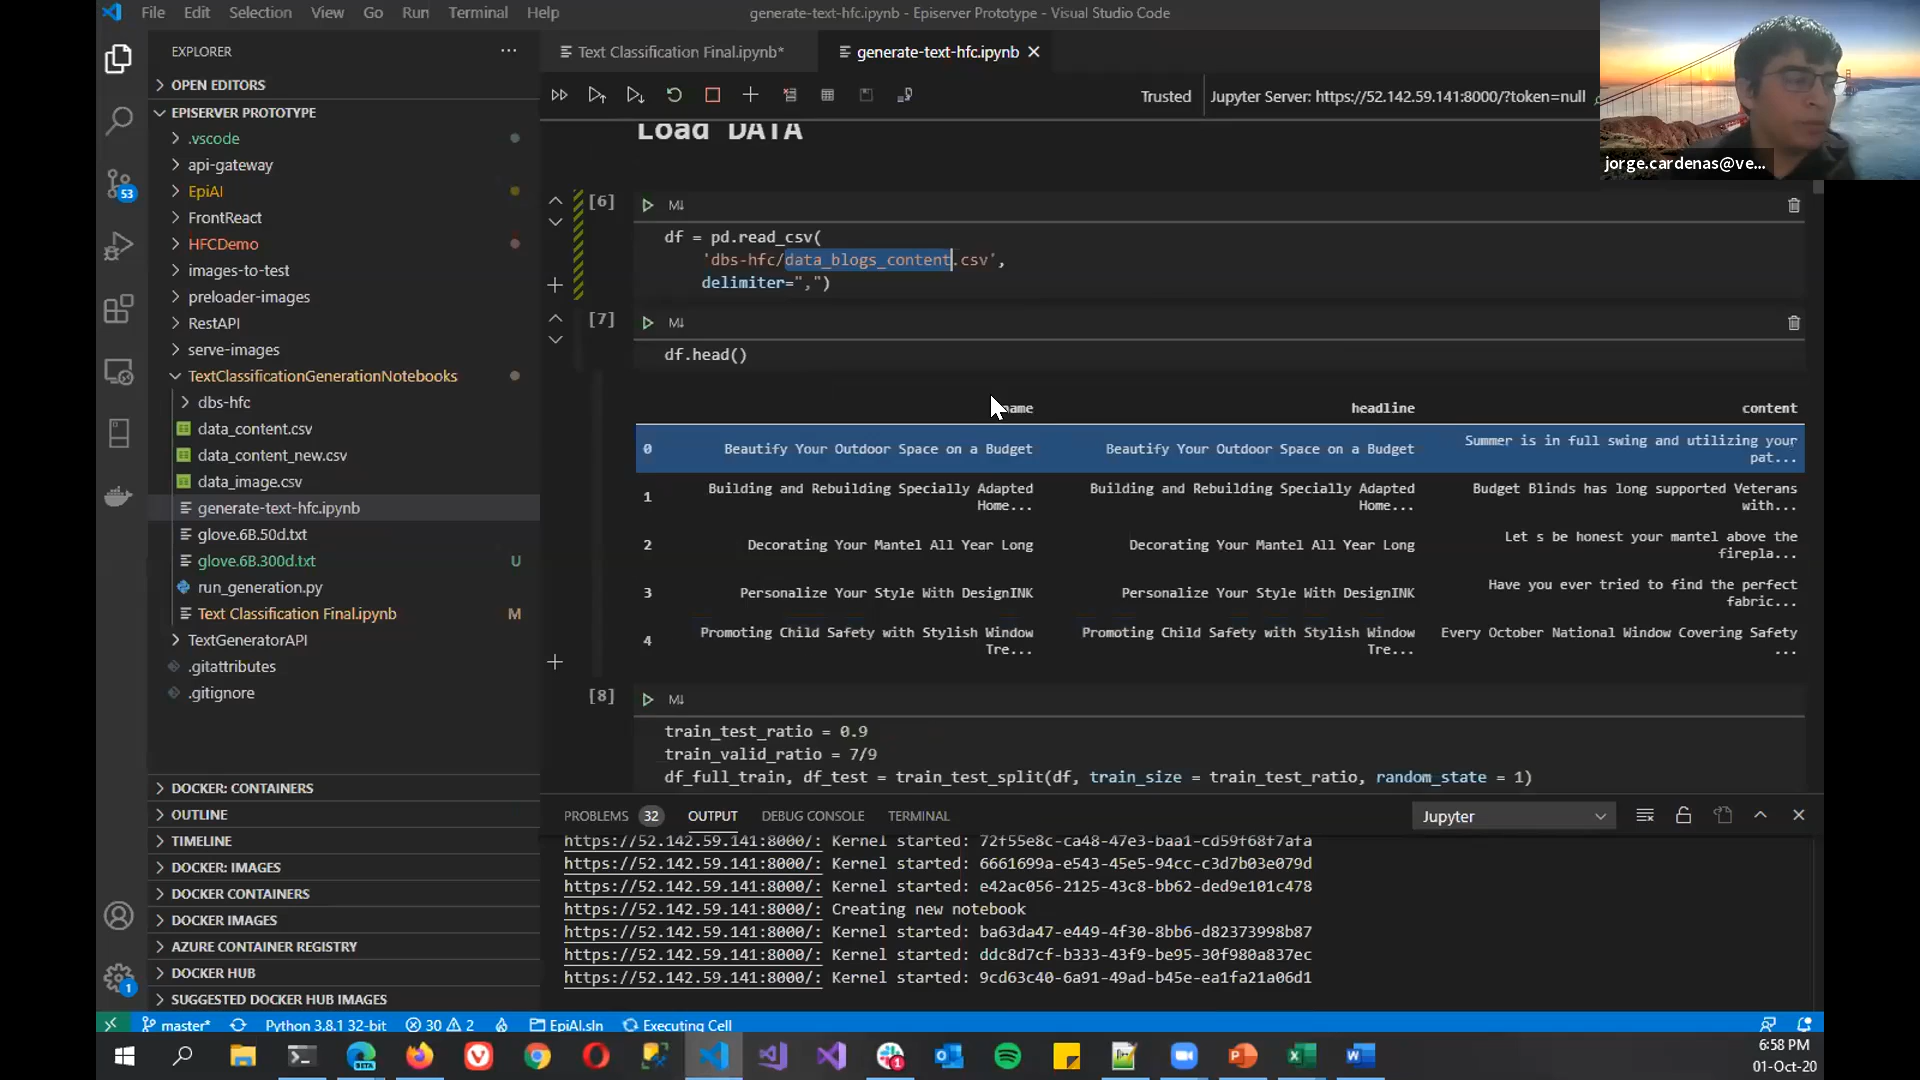 File Edit Selection View Go Run Terminal Help
generate-text-hfc.ipynb - Episerver Prototype - Visual Studio Code
EXPLORER
OPEN EDITORS
EPISERVER PROTOTYPE
.vscode
api-gateway
EpiAI
FrontReact
HFCDemo
images-to-test
preloader-images
RestAPI
serve-images
TextClassificationGenerationNotebooks
dbs-hfc
data_content.csv
data_content_new.csv
data_image.csv
generate-text-hfc.ipynb
glove.6B.50d.txt
glove.6B.300d.txt U
run_generation.py
Text Classification Final.ipynb M
TextGeneratorAPI
.gitattributes
.gitignore
DOCKER: CONTAINERS
OUTLINE
TIMELINE
DOCKER: IMAGES
DOCKER CONTAINERS
DOCKER IMAGES
AZURE CONTAINER REGISTRY
DOCKER HUB
SUGGESTED DOCKER HUB IMAGES
53
1
Text Classification Final.ipynb*
generate-text-hfc.ipynb
Trusted
Jupyter Server: https://52.142.59.141:8000/?token=null
jorge.cardenas@ve...
Load DATA
[6]
M↓
df = pd.read_csv(
'dbs-hfc/data_blogs_content.csv',
delimiter=",")
[7]
M↓
df.head()
name headline content
0 Beautify Your Outdoor Space on a Budget Beautify Your Outdoor Space on a Budget Summer is in full swing and utilizing your pat...
1 Building and Rebuilding Specially Adapted Home... Building and Rebuilding Specially Adapted Home... Budget Blinds has long supported Veterans with...
2 Decorating Your Mantel All Year Long Decorating Your Mantel All Year Long Let s be honest your mantel above the firepla...
3 Personalize Your Style With DesignINK Personalize Your Style With DesignINK Have you ever tried to find the perfect fabric...
4 Promoting Child Safety with Stylish Window Tre... Promoting Child Safety with Stylish Window Tre... Every October National Window Covering Safety ...
[8]
M↓
train_test_ratio = 0.9
train_valid_ratio = 7/9
df_full_train, df_test = train_test_split(df, train_size = train_test_ratio, random_state = 1)
PROBLEMS 32 OUTPUT DEBUG CONSOLE TERMINAL
Jupyter
https://52.142.59.141:8000/: Kernel started: 72f55e8c-ca48-47e3-baa1-cd59f68f7afa
https://52.142.59.141:8000/: Kernel started: 6661699a-e543-45e5-94cc-c3d7b03e079d
https://52.142.59.141:8000/: Kernel started: e42ac056-2125-43c8-bb62-ded9e101c478
https://52.142.59.141:8000/: Creating new notebook
https://52.142.59.141:8000/: Kernel started: ba63da47-e449-4f30-8bb6-d82373998b87
https://52.142.59.141:8000/: Kernel started: ddc8d7cf-b333-43f9-be95-30f980a837ec
https://52.142.59.141:8000/: Kernel started: 9cd63c40-6a91-49ad-b45e-ea1fa21a06d1
master* Python 3.8.1 32-bit 30 2 EpiAI.sln Executing Cell
BETA
1
6:58 PM
01-Oct-20